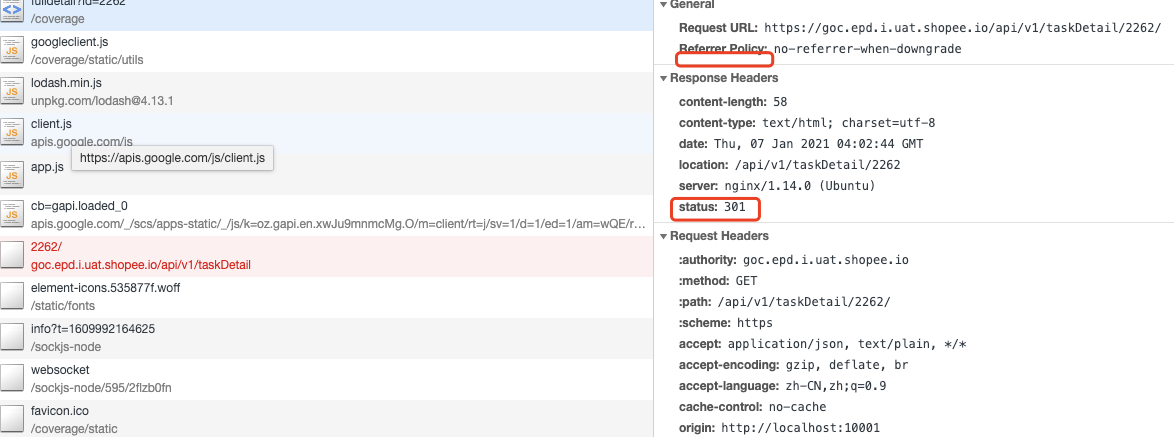 fulldetail?id=2262
/coverage
googleclient.js
/coverage/static/utils
lodash.min.js
unpkg.com/lodash@4.13.1
client.js
apis.google.com/js
https://apis.google.com/js/client.js
app.js
cb=gapi.loaded_0
apis.google.com/_/scs/apps-static/_/js/k=oz.gapi.en.xwJu9mnmcMg.O/m=client/rt=j/sv=1/d=1/ed=1/am=wQE/r…
2262/
goc.epd.i.uat.shopee.io/api/v1/taskDetail
element-icons.535877f.woff
/static/fonts
info?t=1609992164625
/sockjs-node
websocket
/sockjs-node/595/2flzb0fn
favicon.ico
/coverage/static
General
Request URL: https://goc.epd.i.uat.shopee.io/api/v1/taskDetail/2262/
Referrer Policy: no-referrer-when-downgrade
Response Headers
content-length: 58
content-type: text/html; charset=utf-8
date: Thu, 07 Jan 2021 04:02:44 GMT
location: /api/v1/taskDetail/2262
server: nginx/1.14.0 (Ubuntu)
status: 301
Request Headers
:authority: goc.epd.i.uat.shopee.io
:method: GET
:path: /api/v1/taskDetail/2262/
:scheme: https
accept: application/json, text/plain, */*
accept-encoding: gzip, deflate, br
accept-language: zh-CN,zh;q=0.9
cache-control: no-cache
origin: http://localhost:10001